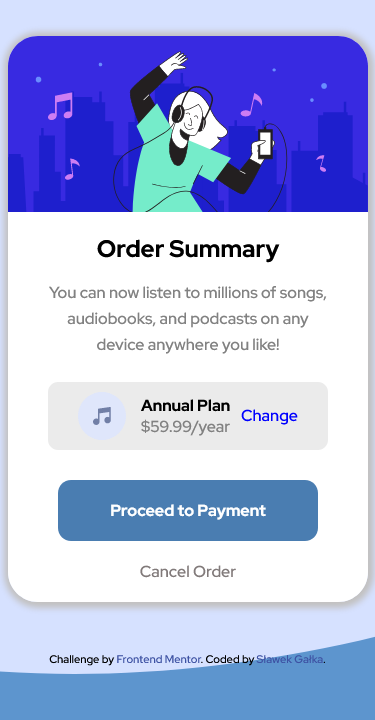 Order Summary
You can now listen to millions of songs,
audiobooks, and podcasts on any
device anywhere you like!
Annual Plan
$59.99/year
Change
Proceed to Payment
Cancel Order
Challenge by Frontend Mentor. Coded by Sławek Gałka.